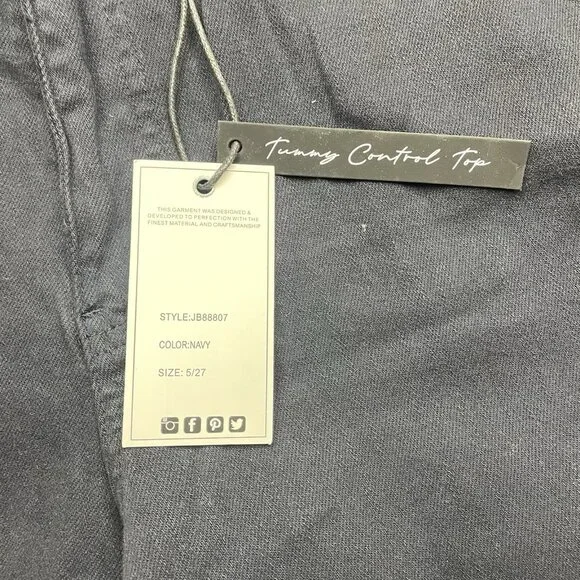 Tummy Control Top
THIS GARMENT WAS DESIGNED &
DEVELOPED TO PERFECTION WITH THE
FINEST MATERIAL AND CRAFTSMANSHIP
STYLE:JB88807
COLOR:NAVY
SIZE: 5/27